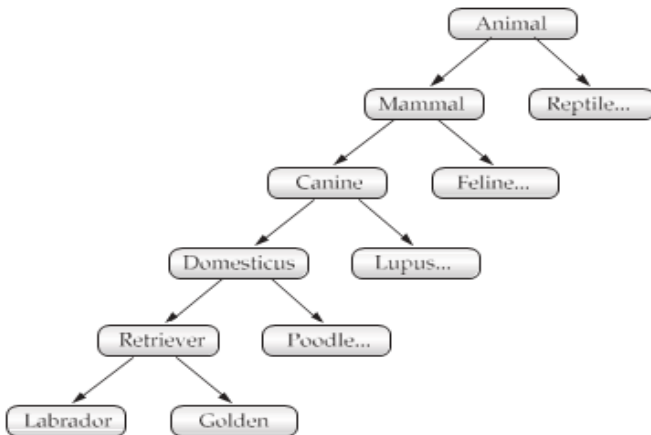 Animal
Mammal
Reptile...
Canine
Feline...
Domesticus
Lupus...
Retriever
Poodle...
Labrador
Golden